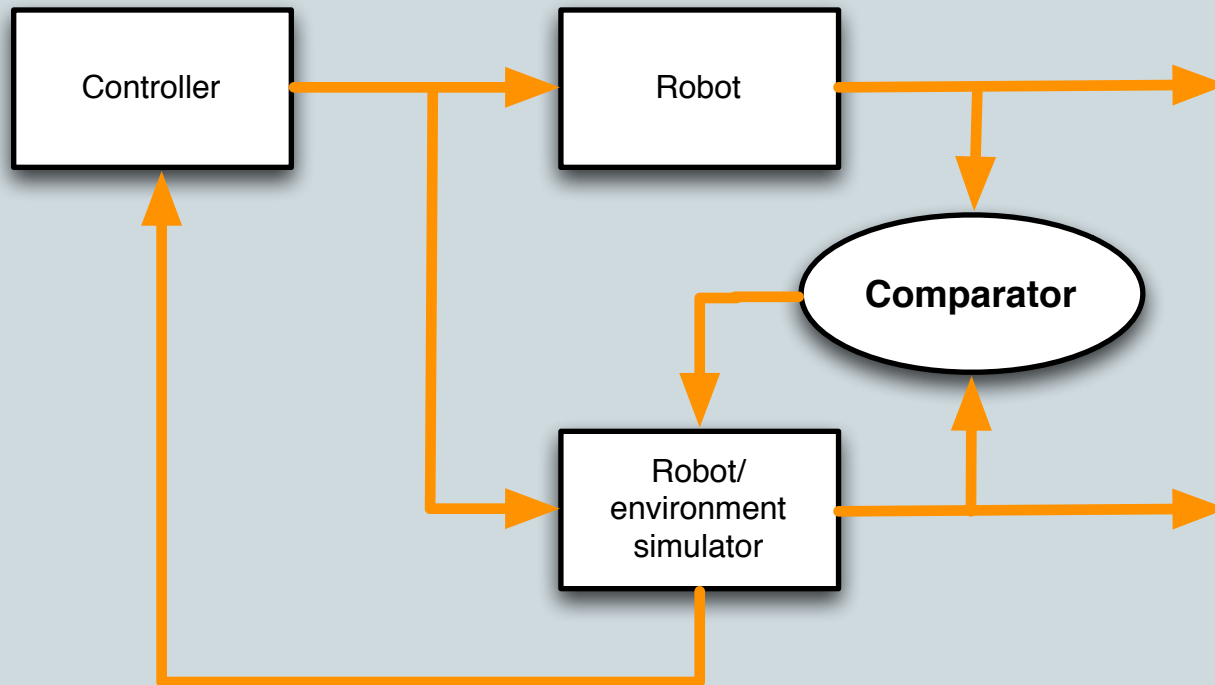 Controller
Robot
Comparator
Robot/
environment
simulator